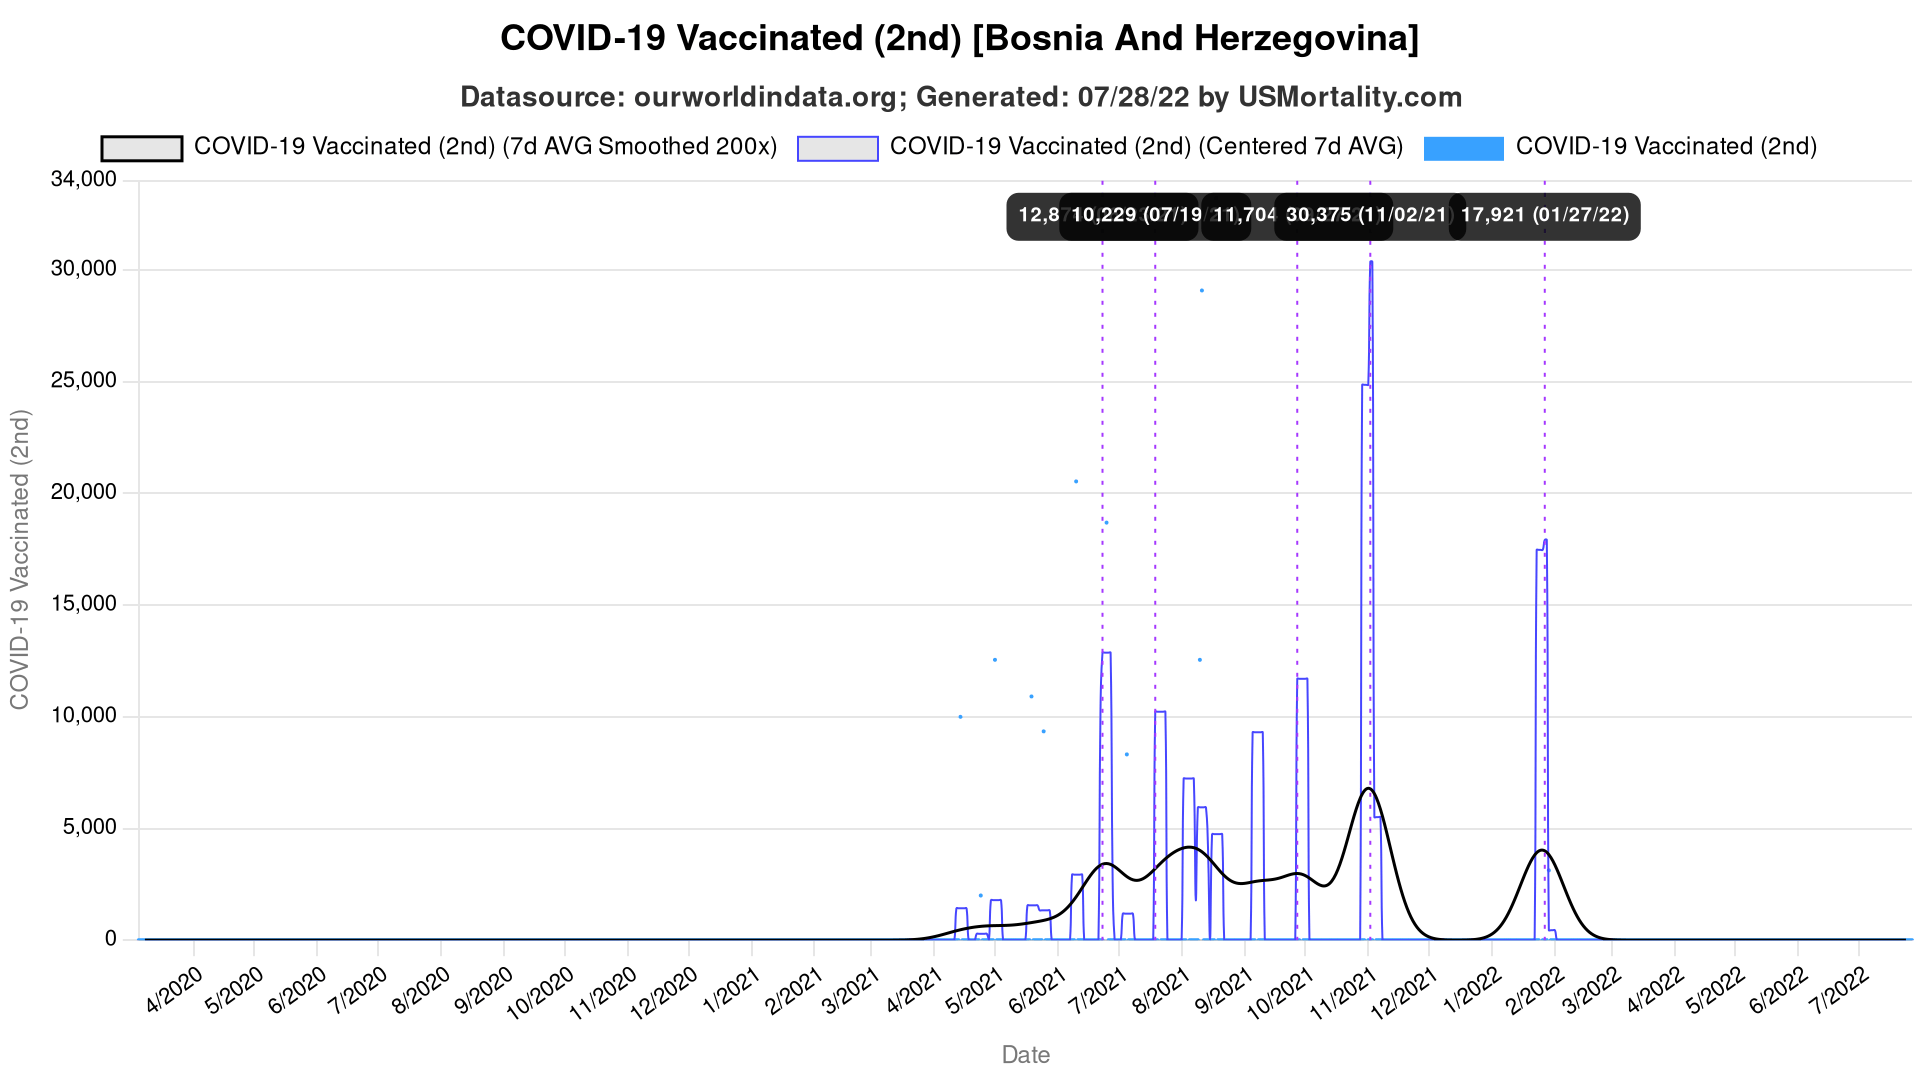 COVID-19 Vaccinated (2nd) [Bosnia And Herzegovina]
Datasource: ourworldindata.org; Generated: 07/28/22 by USMortality.com
COVID-19 Vaccinated (2nd) (7d AVG Smoothed 200x) COVID-19 Vaccinated (2nd) (Centered 7d AVG) COVID-19 Vaccinated (2nd)
34,000
12,8 10,229 (07/19 11,704 30,375 (11/02/21) 17,921 (01/27/22)
30,000
25,000
20,000
15,000
10,000
5,000
0
COVID-19 Vaccinated (2nd)
4/2020 5/2020 6/2020 7/2020 8/2020 9/2020 10/2020 11/2020 12/2020 1/2021 2/2021 3/2021 4/2021 5/2021 6/2021 7/2021 8/2021 9/2021 10/2021 11/2021 12/2021 1/2022 2/2022 3/2022 4/2022 5/2022 6/2022 7/2022
Date